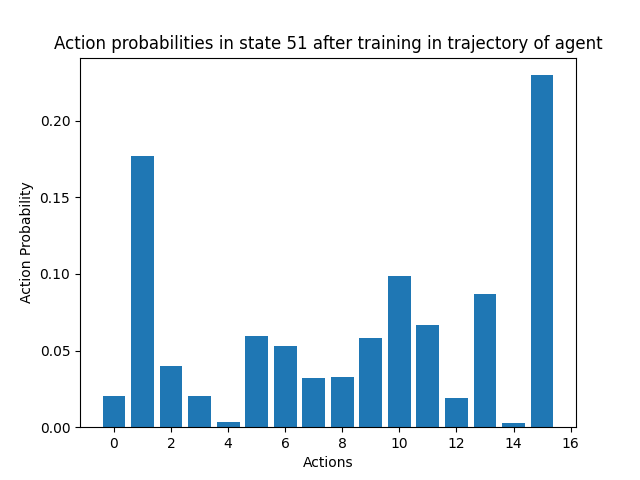 Action probabilities in state 51 after training in trajectory of agent
Action Probability
0.20
0.15
0.10
0.05
0.00
0 2 4 6 8 10 12 14 16
Actions